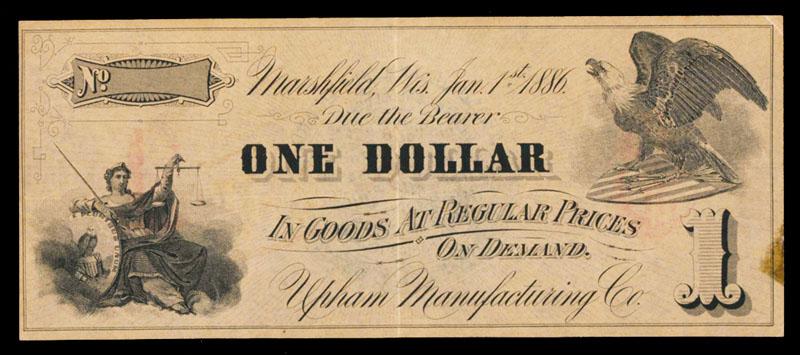 No
Marshfield, Wis. Jan. 1st. 1886.
Due the Bearer
ONE DOLLAR
IN GOODS AT REGULAR PRICES
ON DEMAND.
Upham Manufacturing Co.
1